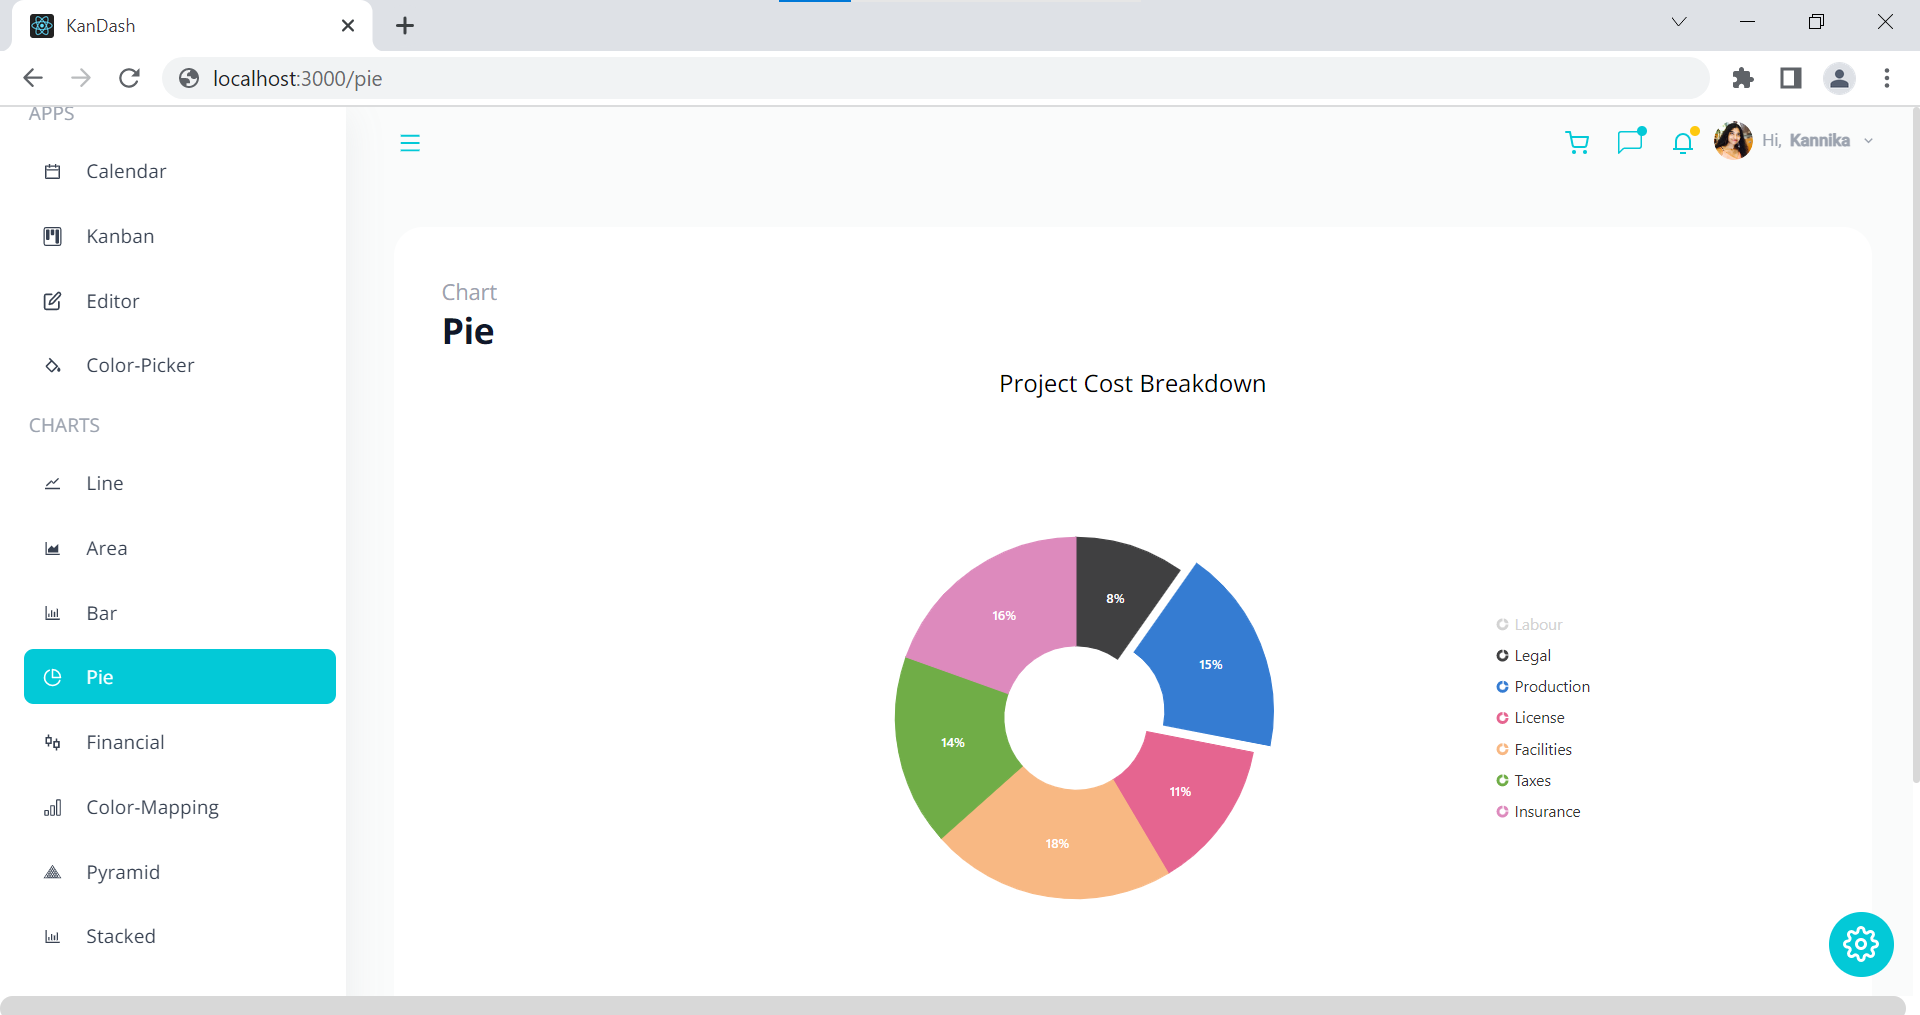 KanDash
localhost:3000/pie
APPS
Calendar
Kanban
Editor
Color-Picker
CHARTS
Line
Area
Bar
Pie
Financial
Color-Mapping
Pyramid
Stacked
Hi, Kannika
Chart
Pie
Project Cost Breakdown
8%
15%
11%
18%
14%
16%
Labour
Legal
Production
License
Facilities
Taxes
Insurance